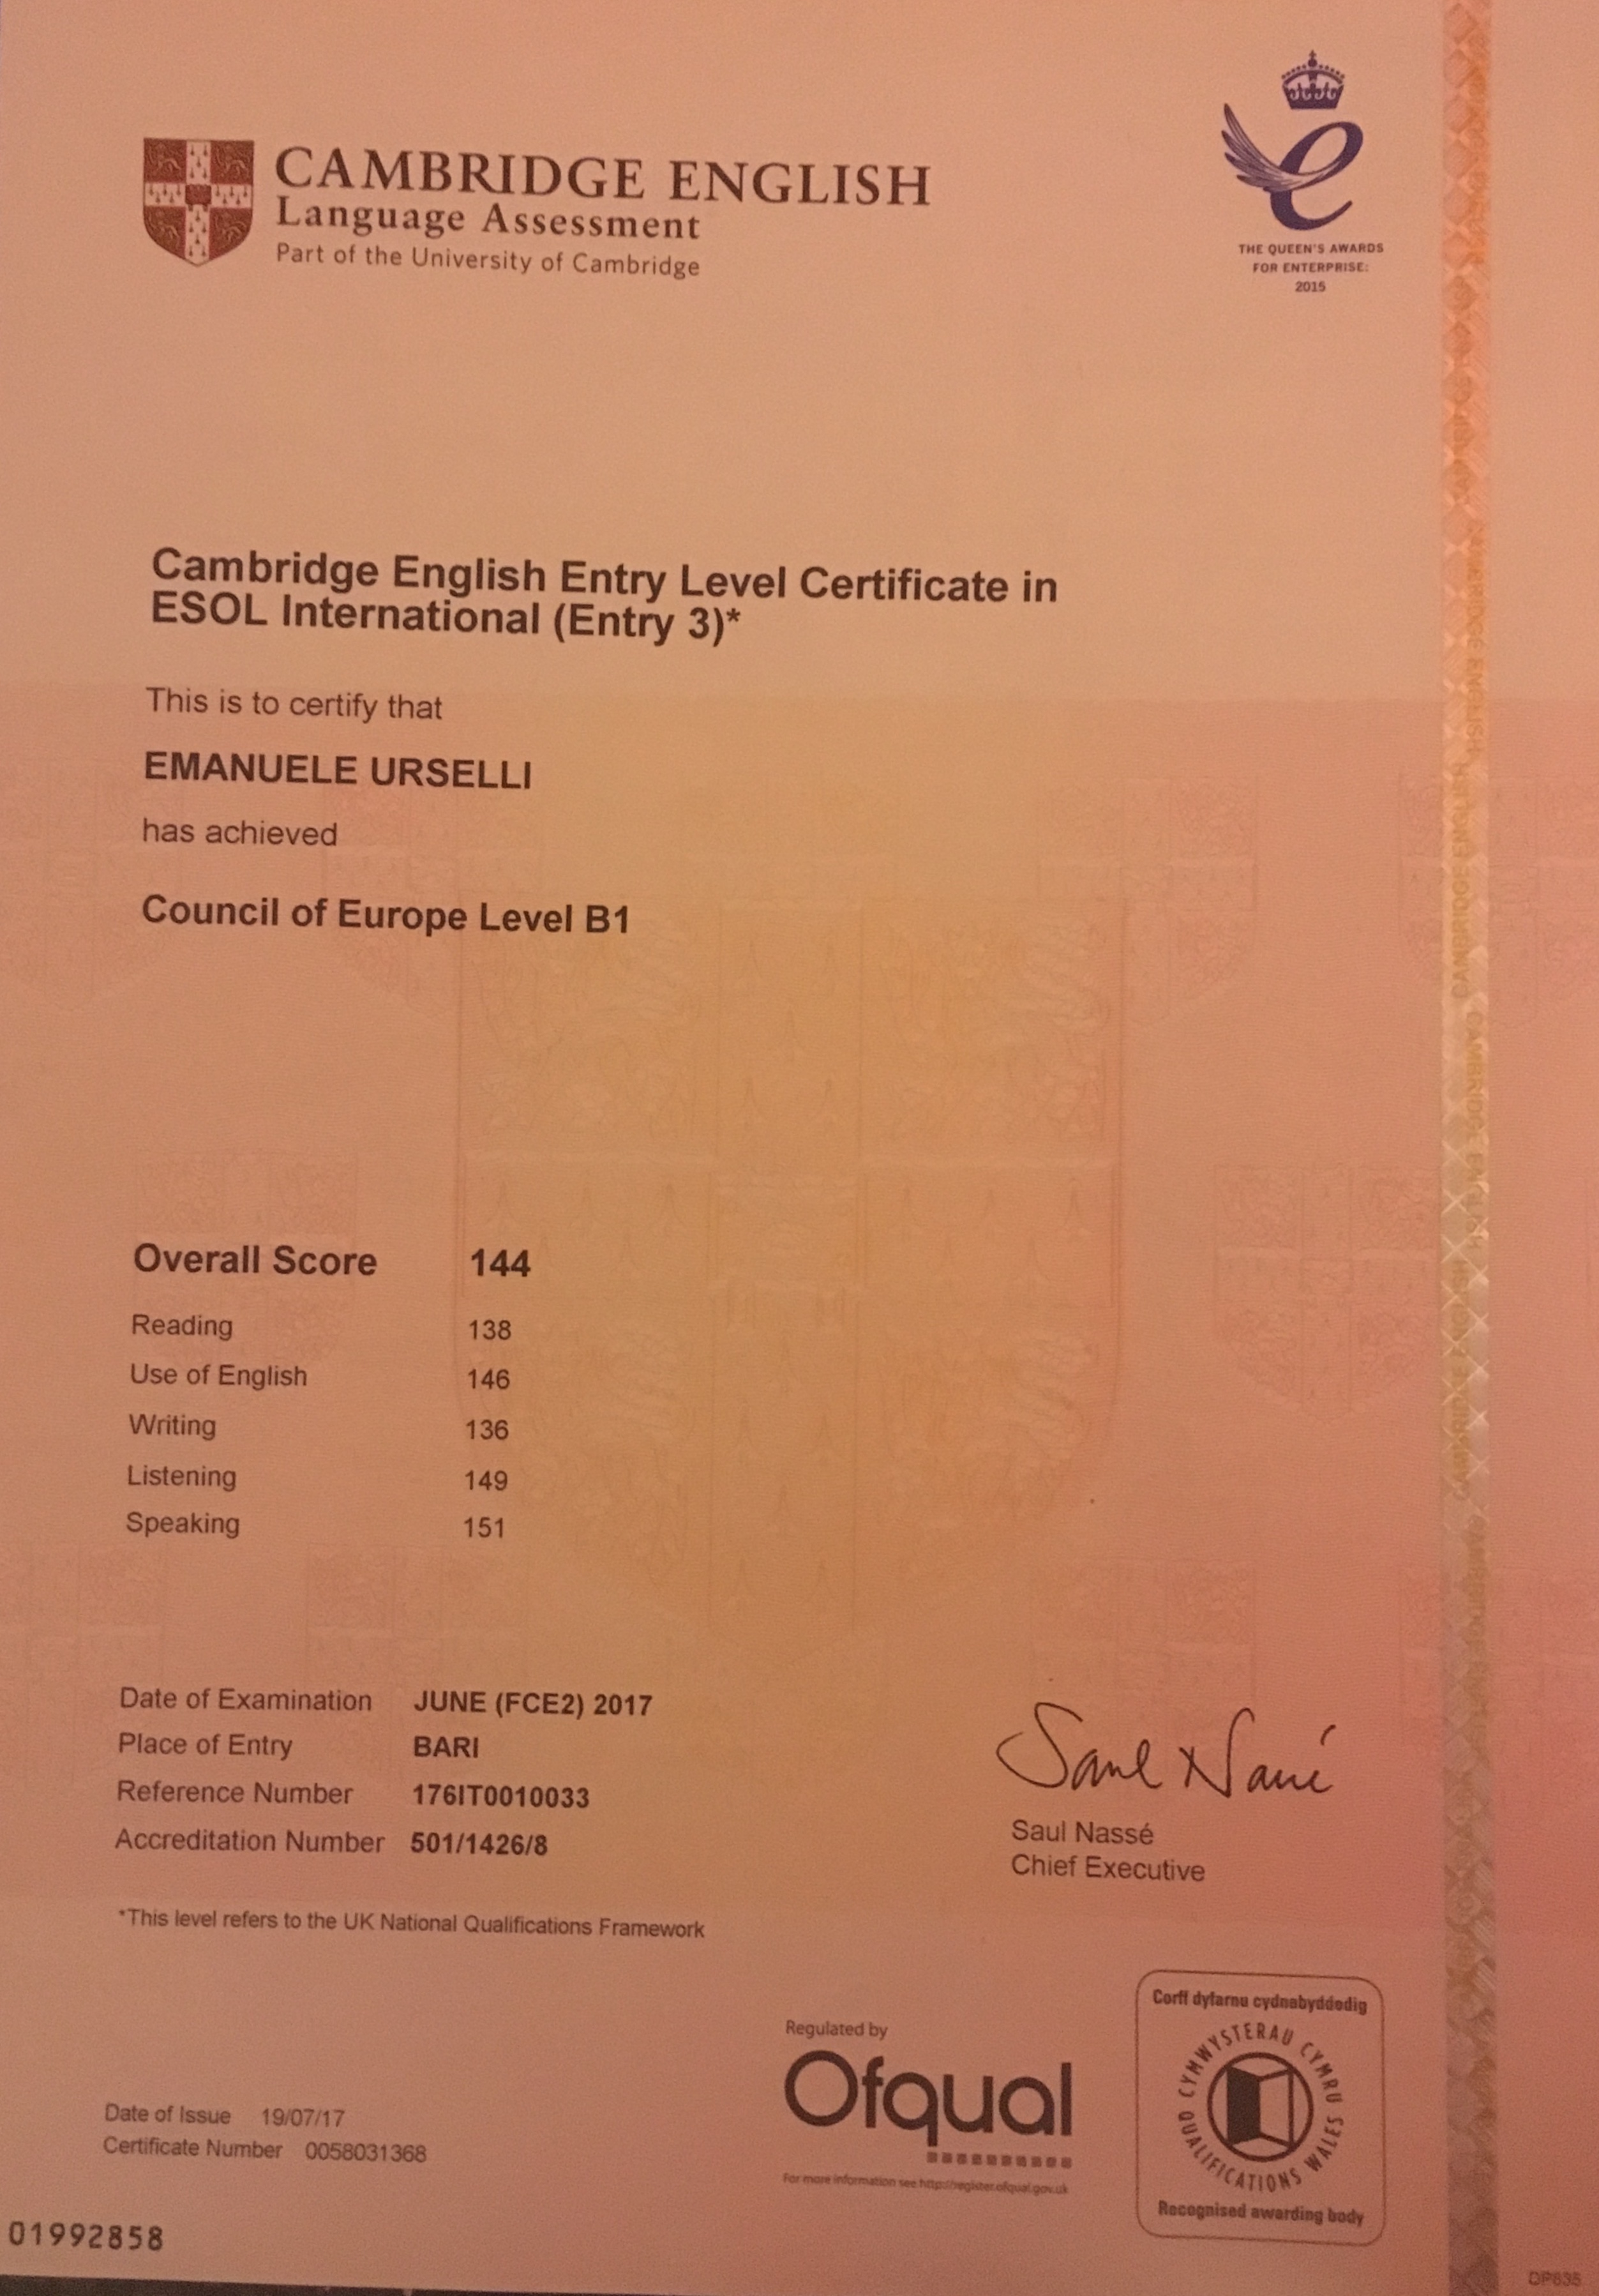 CAMBRIDGE ENGLISH
Language Assessment
Part of the University of Cambridge
THE QUEEN'S AWARDS
FOR ENTERPRISE:
2015
Cambridge English Entry Level Certificate in
ESOL International (Entry 3)*
This is to certify that
EMANUELE URSELLI
has achieved
Council of Europe Level B1
Overall Score 144
Reading 138
Use of English 146
Writing 136
Listening 149
Speaking 151
Date of Examination JUNE (FCE2) 2017
Place of Entry BARI
Reference Number 176IT0010033
Accreditation Number 501/1426/8
Saul Nassé
Saul Nassé
Chief Executive
*This level refers to the UK National Qualifications Framework
Regulated by
Ofqual
For more information see http://register.ofqual.gov.uk
Corff dyfarnu cydnabyddedig
CYMWYSTERAU CYMRU
QUALIFICATIONS WALES
Recognised awarding body
Date of Issue 19/07/17
Certificate Number 0058031368
01992858
DP835
CAMBRIDGE ENGLISH CAMBRIDGE ENGLISH